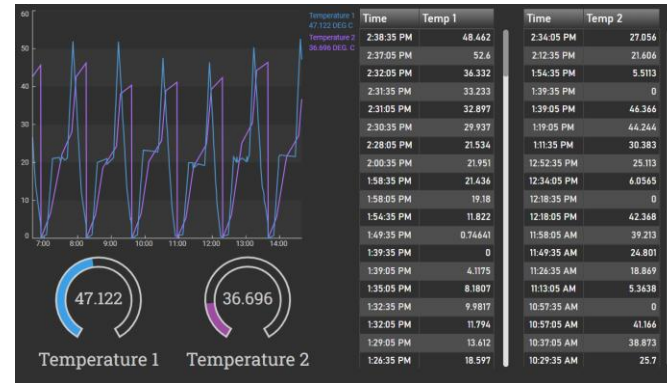 60
50
40
30
20
10
0
7:00 8:00 9:00 10:00 11:00 12:00 13:00 14:00
Temperature 1
47.122 DEG C
Temperature 2
36.696 DEG. C
47.122
Temperature 1
36.696
Temperature 2
Time Temp 1
2:38:35 PM 48.462
2:37:05 PM 52.6
2:32:05 PM 36.332
2:31:35 PM 33.233
2:31:05 PM 32.897
2:30:35 PM 29.937
2:28:05 PM 21.534
2:00:35 PM 21.951
1:58:35 PM 21.436
1:58:05 PM 19.18
1:54:35 PM 11.822
1:49:35 PM 0.74641
1:39:35 PM 0
1:39:05 PM 4.1175
1:35:05 PM 8.1807
1:32:35 PM 9.9817
1:32:05 PM 11.794
1:29:05 PM 13.612
1:26:35 PM 18.597
Time Temp 2
2:34:05 PM 27.056
2:12:35 PM 21.606
1:54:35 PM 5.5113
1:39:35 PM 0
1:39:05 PM 46.366
1:19:05 PM 44.244
1:11:35 PM 30.383
12:52:35 PM 25.113
12:34:05 PM 6.0565
12:18:35 PM 0
12:18:05 PM 42.368
11:58:05 AM 39.213
11:49:35 AM 24.801
11:26:35 AM 18.869
11:13:05 AM 5.3638
10:57:35 AM 0
10:57:05 AM 41.166
10:37:05 AM 38.873
10:29:35 AM 25.7